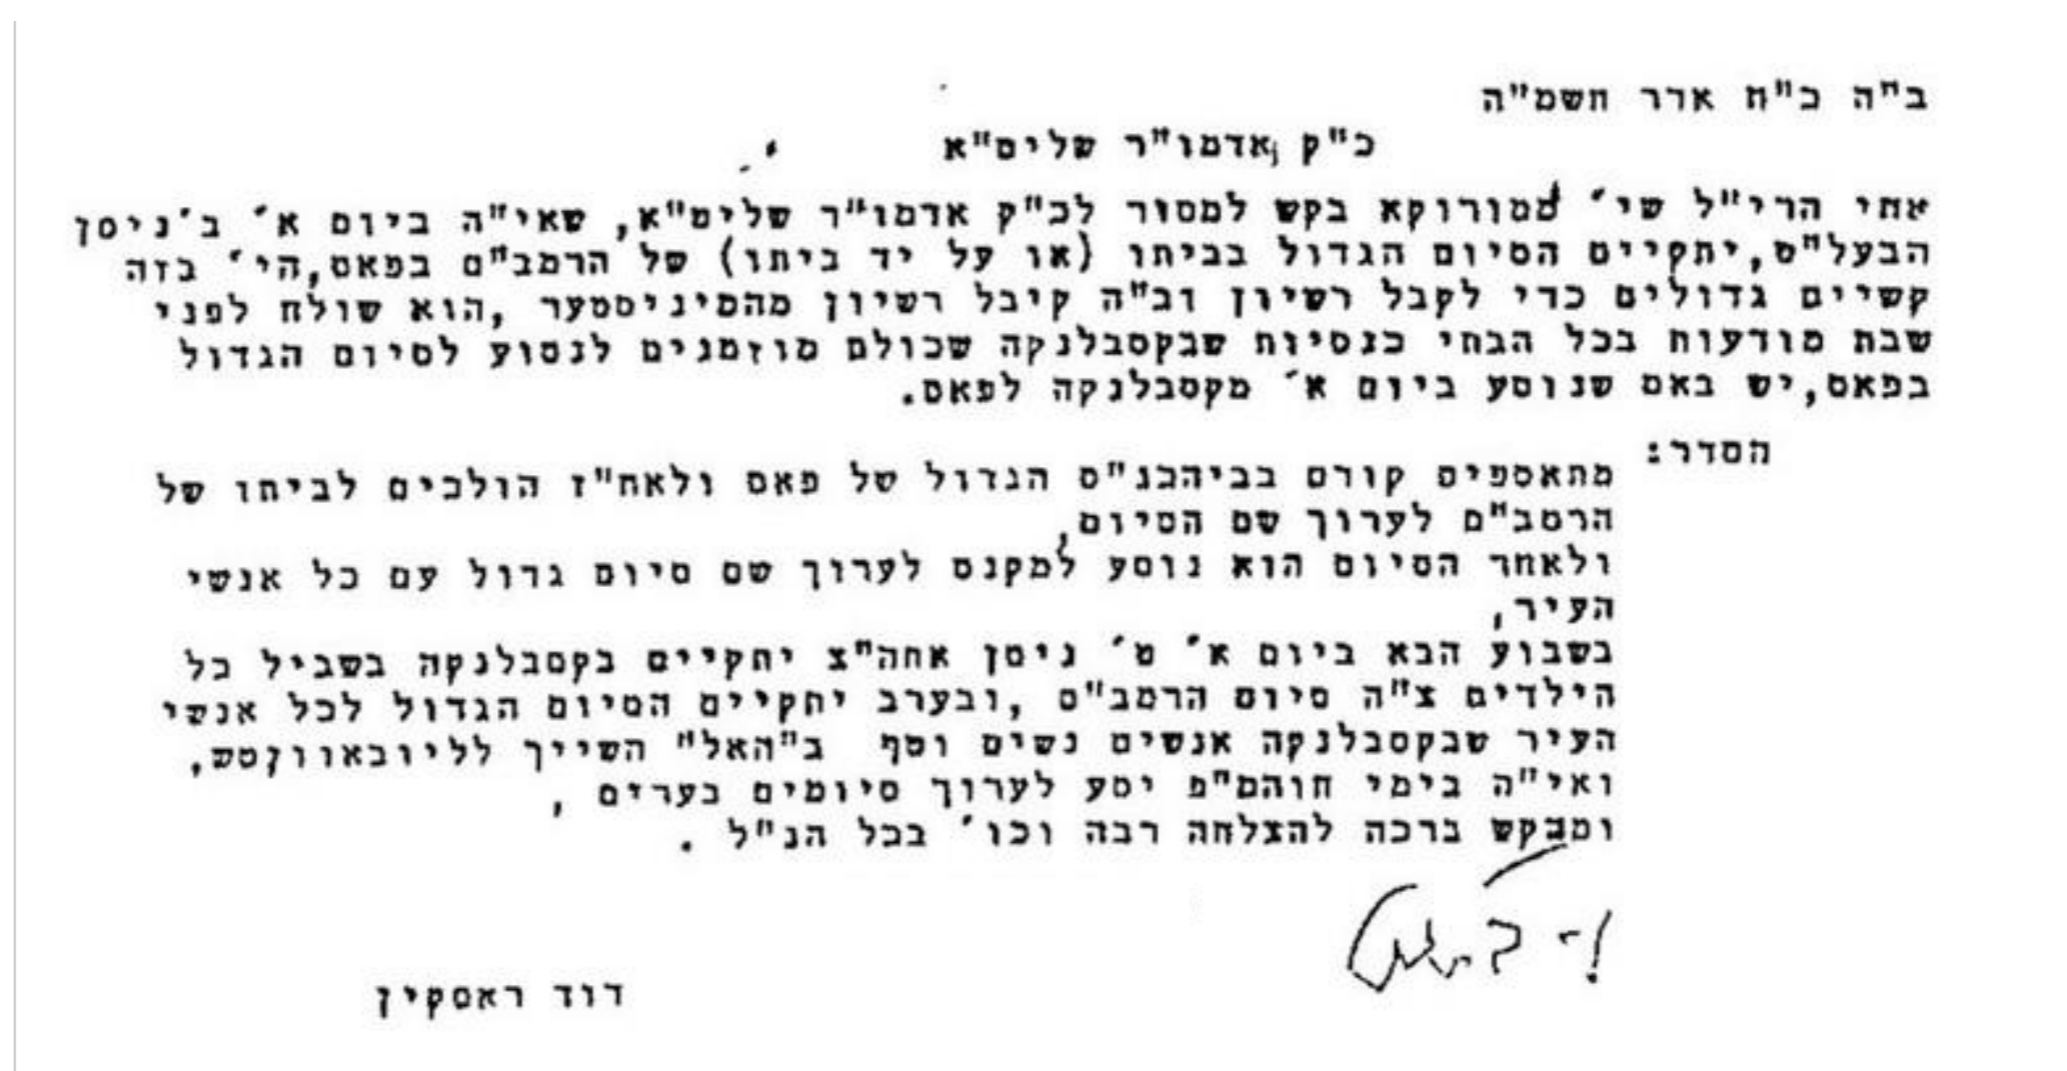 ב"ה כ"ח אדר תשמ"ה
כ"ק אדמו"ר שליט"א
אחי הרי"ל שי' ממורוקא בקש למסור לכ"ק אדמו"ר שליט"א, שאי"ה ביום א' ב'ניסן
הבעל"ט,יתקיים הסיום הגדול בביתו (או על יד ביתו) של הרמב"ם בפאס,הי' בזה
קשיים גדולים כדי לקבל רשיון וב"ה קיבל רשיון מהמיניסטער ,הוא שולח לפני
שבת מודעות בכל הבתי כנסיות שבקסבלנקה שכולם מוזמנים לנסוע לסיום הגדול
בפאס,יש באס שנוסע ביום א' מקסבלנקה לפאס.
הסדר:
מתאספים קודם בביהכנ"ס הגדול של פאס ולאח"ז הולכים לביתו של
הרמב"ם לערוך שם הסיום,
ולאחר הסיום הוא נוסע למקנס לערוך שם סיום גדול עם כל אנשי
העיר,
בשבוע הבא ביום א' ט' ניסן אחה"צ יתקיים בקסבלנקה בשביל כל
הילדים צ"ה סיום הרמב"ם ,ובערב יתקיים הסיום הגדול לכל אנשי
העיר שבקסבלנקה אנשים נשים וטף ב"האל" השייך לליובאוויטש,
ואי"ה בימי חוהמ"פ יסע לערוך סיומים בערים ,
ומבקש ברכה להצלחה רבה וכו' בכל הנ"ל .
דוד ראסקין